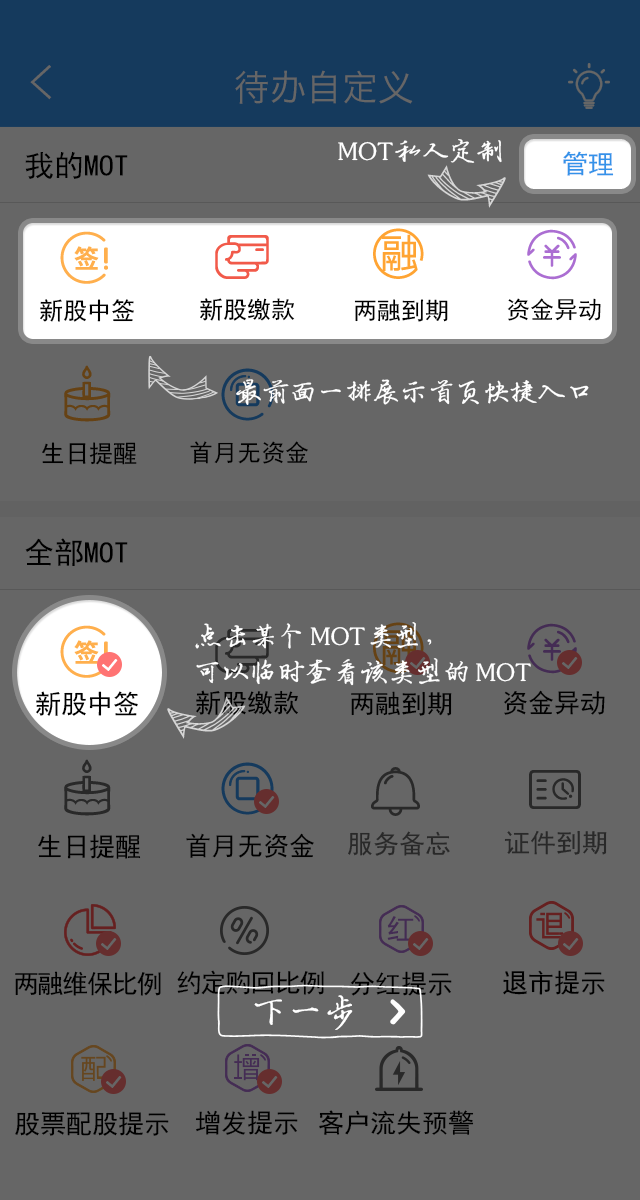 待办自定义
我的MOT
MOT私人定制
管理
签!
融
¥
新股中签
新股缴款
两融到期
资金异动
最前面一排展示首页快捷入口
生日提醒
首月无资金
全部MOT
点击某个 MOT 类型，
可以临时查看该类型的 MOT
签!
融
¥
新股中签
新股缴款
两融到期
资金异动
生日提醒
首月无资金
服务备忘
证件到期
%
红
退
两融维保比例
约定购回比例
分红提示
退市提示
下一步
配
增
股票配股提示
增发提示
客户流失预警